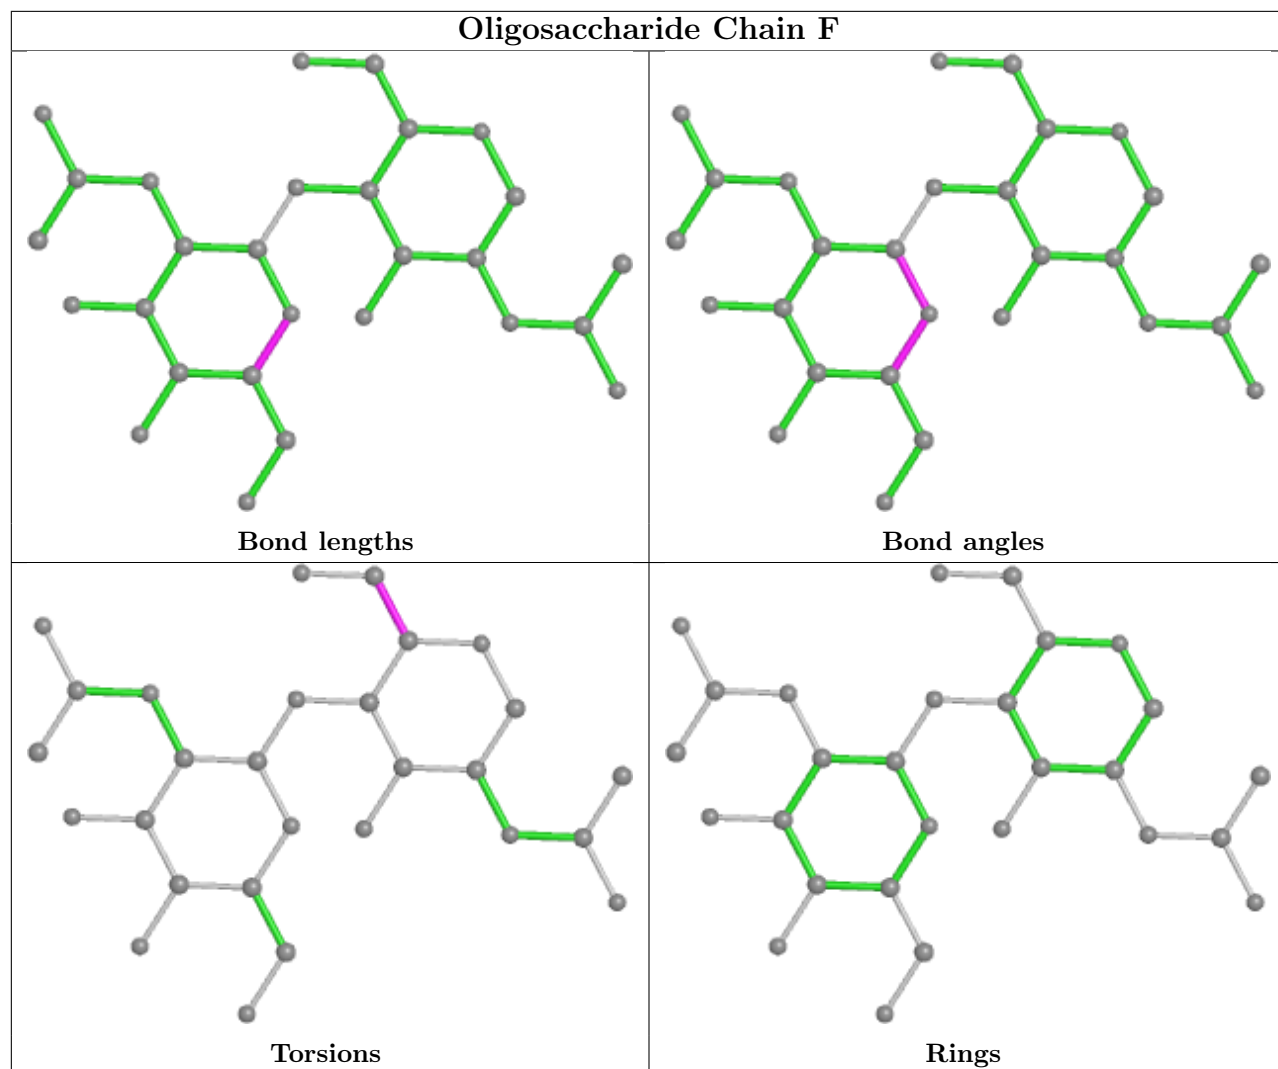 Oligosaccharide Chain F
Bond lengths
Bond angles
Torsions
Rings